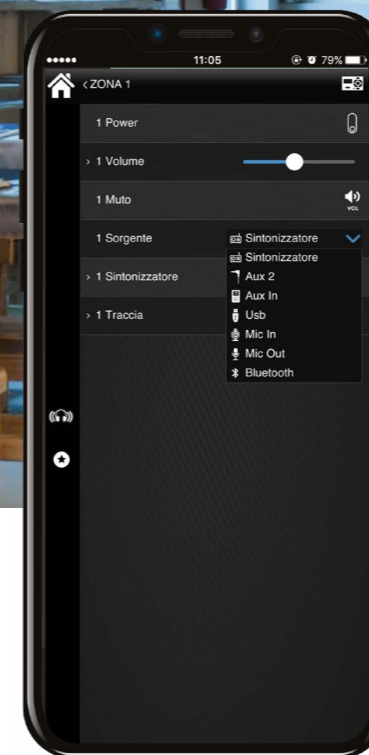 11:05
79%
ZONA 1
1 Power
1 Volume
1 Muto
VOL
1 Sorgente
Sintonizzatore
Sintonizzatore
1 Sintonizzatore
Aux 2
Aux In
1 Traccia
Usb
Mic In
Mic Out
Bluetooth